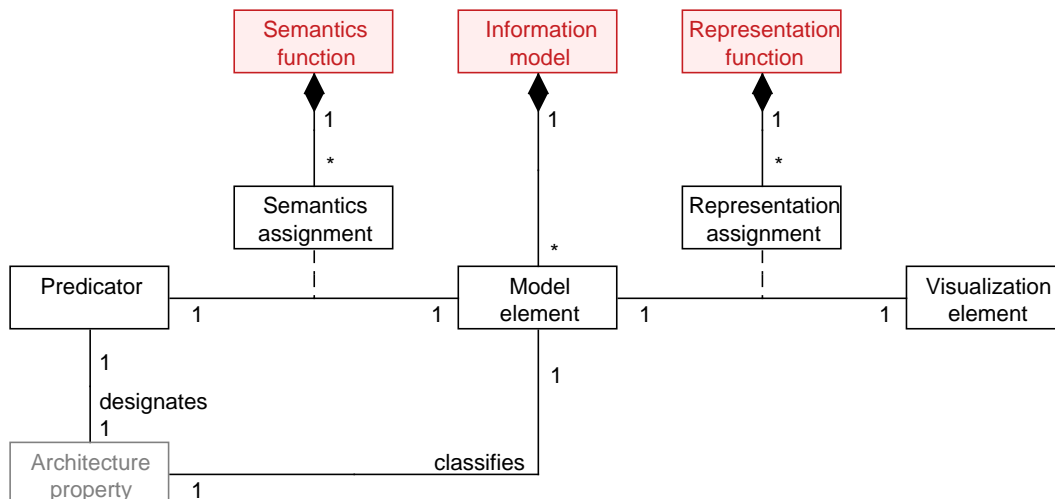 Semantics
function
Information
model
Representation
function
1
1
1
*
*
Semantics
assignment
Representation
assignment
*
Predicator
Model
element
Visualization
element
1
1
1
1
1
1
designates
1
Architecture
property
classifies
1